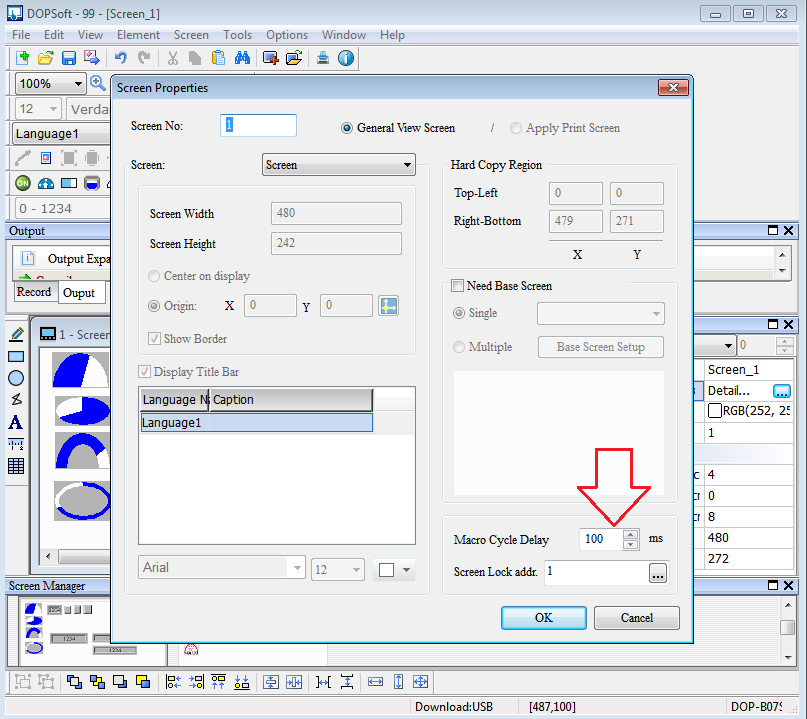 DOPSoft - 99 - [Screen_1]
File Edit View Element Screen Tools Options Window Help
100%
12 Verda
Language1
ON
0 - 1234
Output
Output Expa
Record Ouput
1 - Screen
Screen Manager
Screen Properties
Screen No: 1 General View Screen / Apply Print Screen
Screen: Screen
Screen Width 480
Screen Height 242
Center on display
Origin: X 0 Y 0
Show Border
Display Title Bar
Language N Caption
Language1
Arial 12
Hard Copy Region
Top-Left 0 0
Right-Bottom 479 271
X Y
Need Base Screen
Single
Multiple Base Screen Setup
Macro Cycle Delay 100 ms
Screen Lock addr. 1 ...
OK Cancel
0
Screen_1
Detail... ...
RGB(252, 25
1
4
0
8
480
272
1234
1234
1234
Download:USB [487,100] DOP-B07S